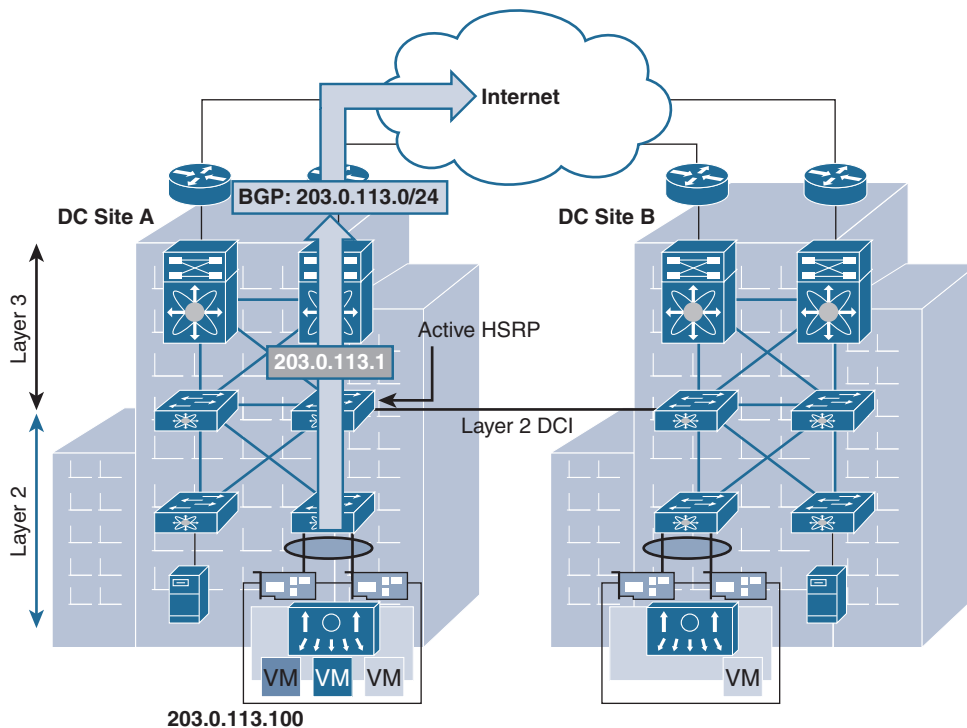 Internet
BGP: 203.0.113.0/24
DC Site A
DC Site B
Layer 3
Active HSRP
203.0.113.1
Layer 2 DCI
Layer 2
VM
VM
VM
VM
203.0.113.100